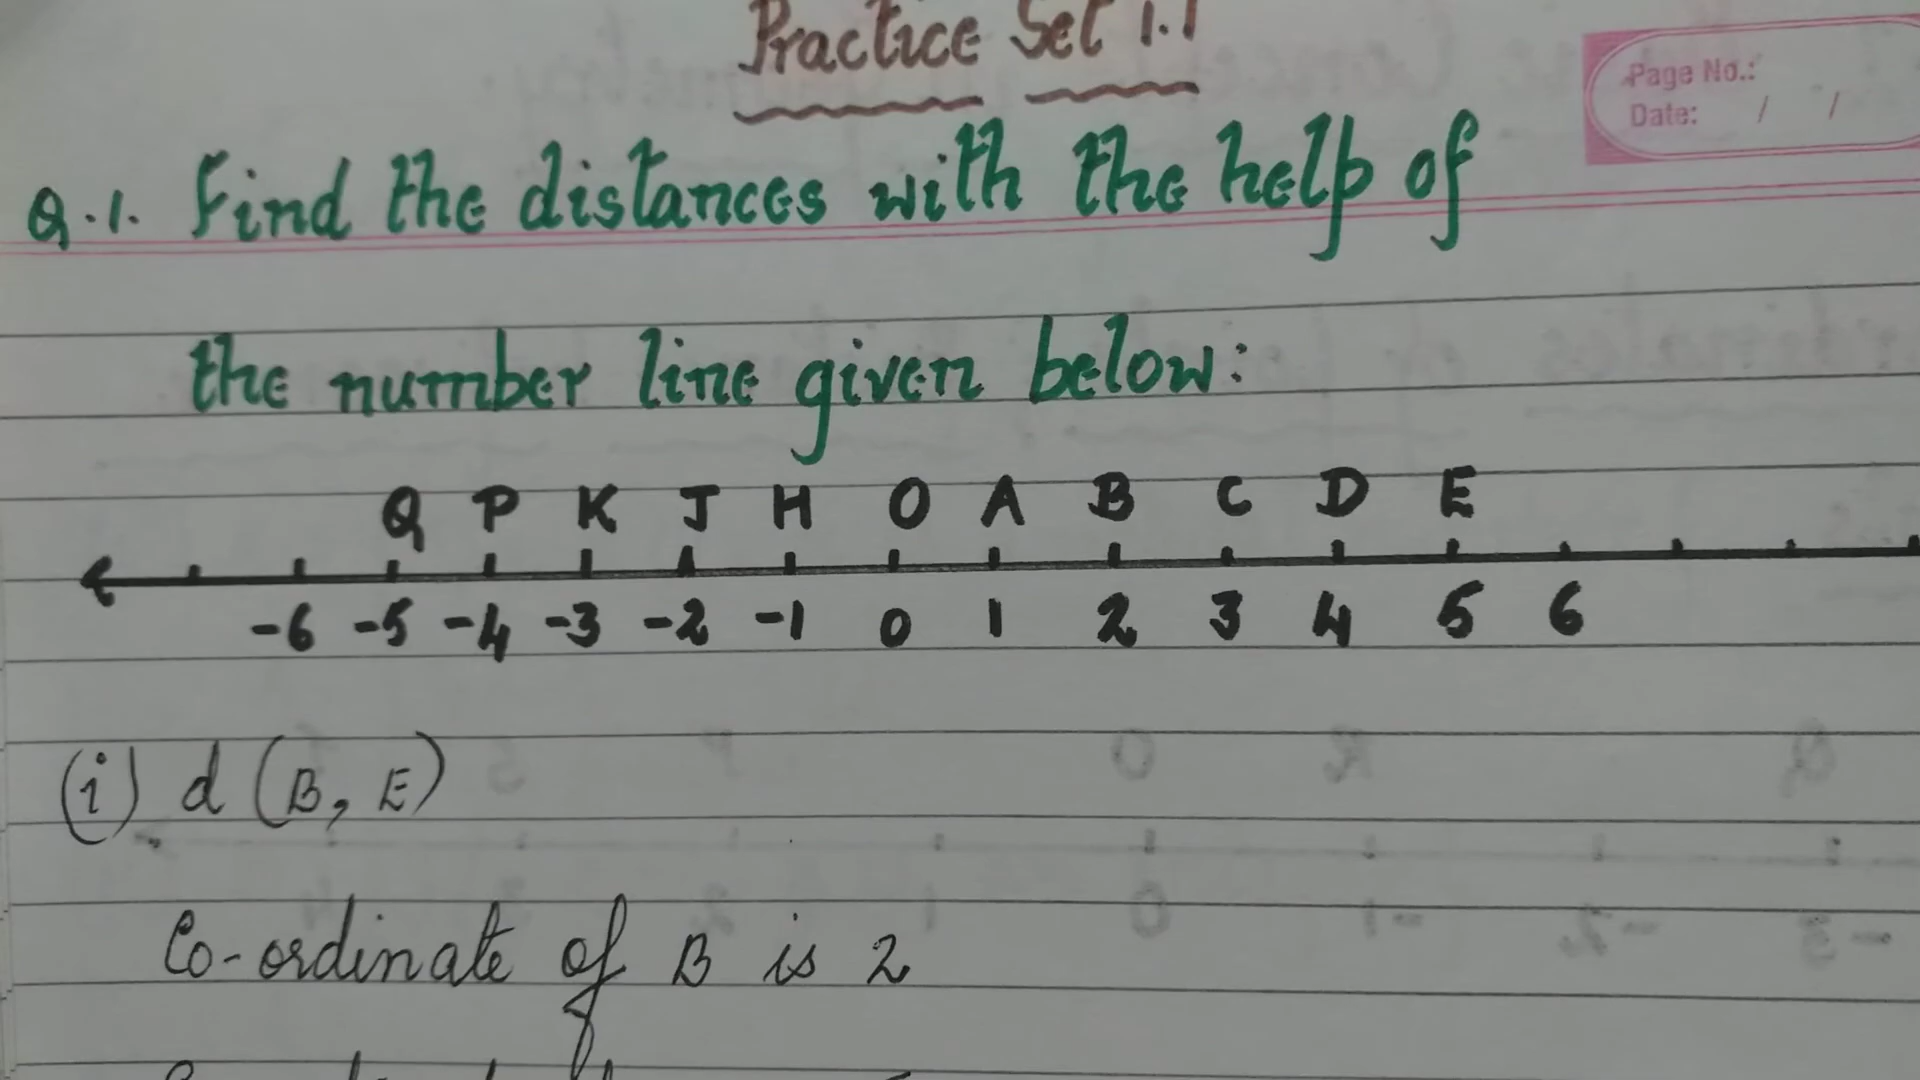 Practice Set 1.1
Page No.:
Date: / /
Q.1. Find the distances with the help of
the number line given below:
Q P K J H O A B C D E
-6 -5 -4 -3 -2 -1 0 1 2 3 4 5 6
(i) d (B, E)
Co-ordinate of B is 2